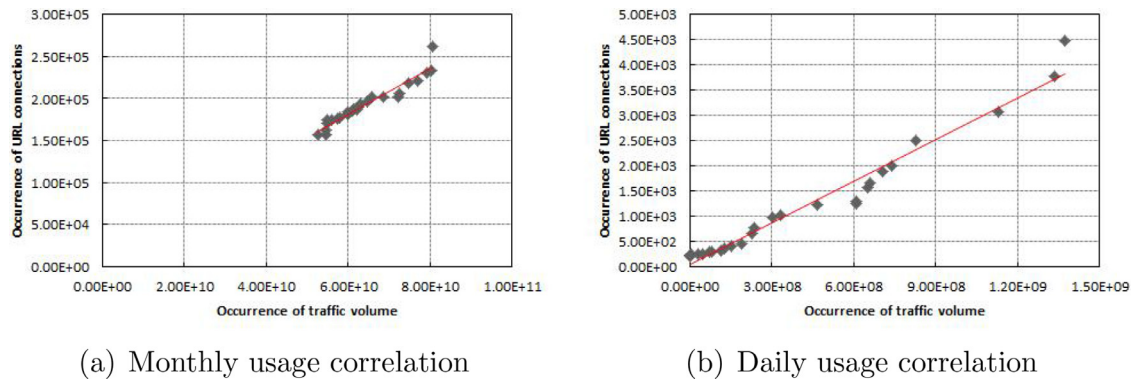 3.00E+05
2.50E+05
2.00E+05
1.50E+05
1.00E+05
5.00E+04
0.00E+00
Occurrence of URL connections
0.00E+00 2.00E+10 4.00E+10 6.00E+10 8.00E+10 1.00E+11
Occurrence of traffic volume
(a) Monthly usage correlation
5.00E+03
4.50E+03
4.00E+03
3.50E+03
3.00E+03
2.50E+03
2.00E+03
1.50E+03
1.00E+03
5.00E+02
0.00E+00
Occurrence of URL connections
0.00E+00 3.00E+08 6.00E+08 9.00E+08 1.20E+09 1.50E+09
Occurrence of traffic volume
(b) Daily usage correlation